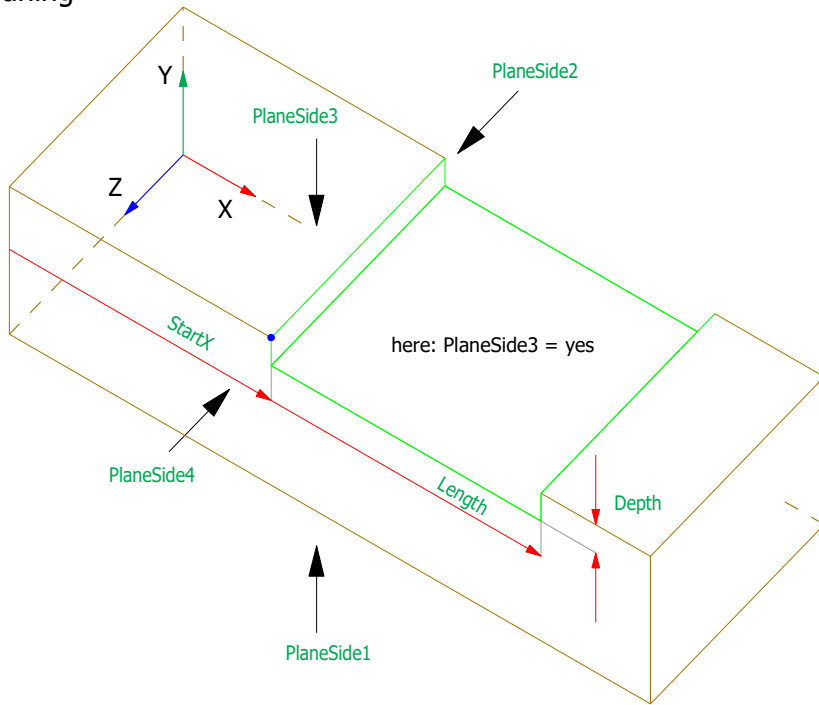 PlaneSide2
Y
PlaneSide3
Z
X
StartX
here: PlaneSide3 = yes
PlaneSide4
Length
Depth
PlaneSide1